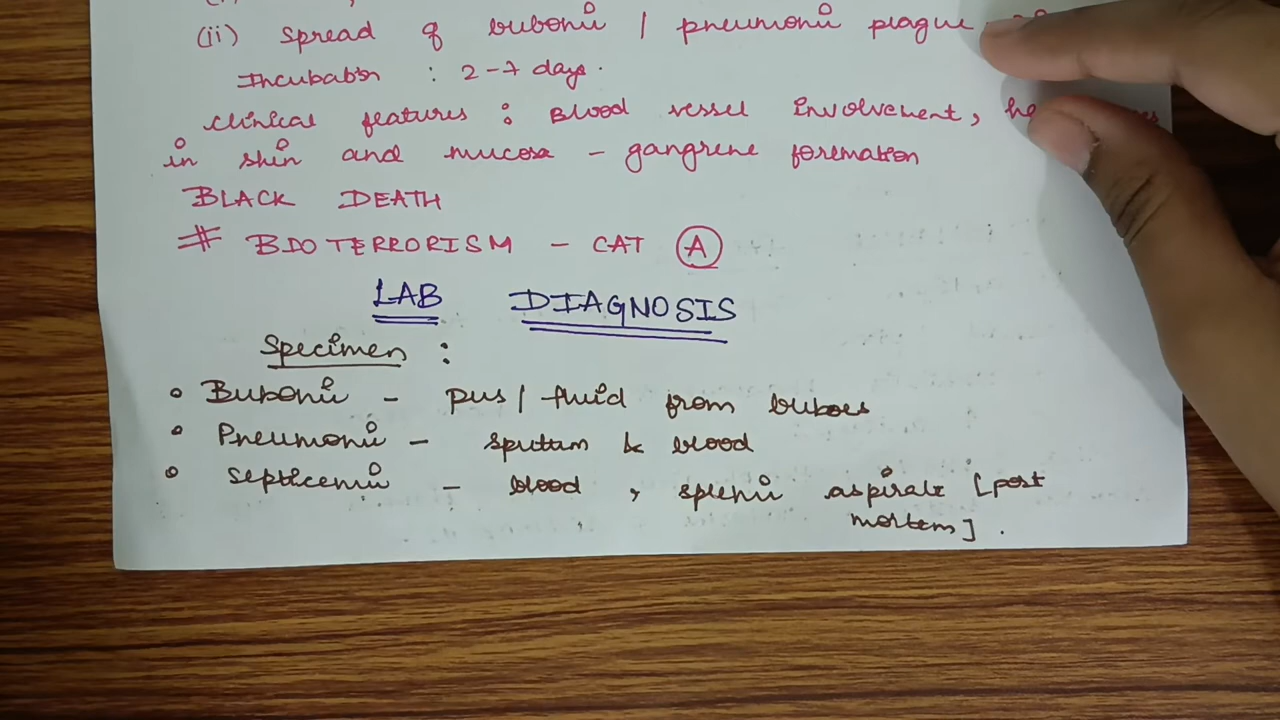 (ii) spread of bubonic / pneumonic plague
Incubatn : 2-7 days.
clinical features : Blood vessel involvement,
in skin and mucosa - gangrene formation
BLACK DEATH
# BIOTERRORISM - CAT A
LAB DIAGNOSIS
Specimen :
• Bubonic - pus / fluid from buboes
• Pneumonic - sputum & blood
• Septicemic - blood, splenic aspirate [post
mortem].